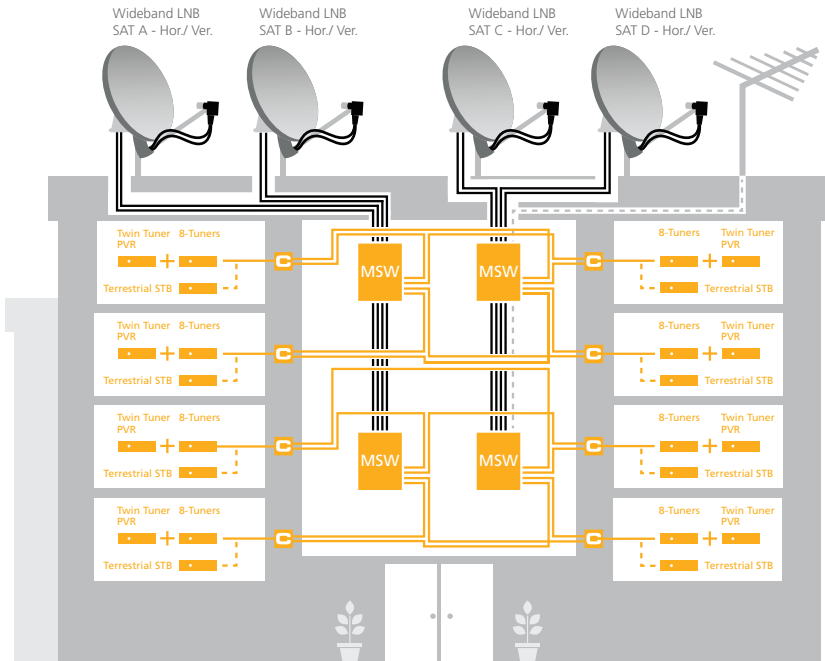 Wideband LNB
SAT A - Hor./ Ver.
Wideband LNB
SAT B - Hor./ Ver.
Wideband LNB
SAT C - Hor./ Ver.
Wideband LNB
SAT D - Hor./ Ver.
Twin Tuner
PVR
8-Tuners
Terrestrial STB
C
MSW
MSW
C
8-Tuners
Twin Tuner
PVR
Terrestrial STB
Twin Tuner
PVR
8-Tuners
Terrestrial STB
C
C
8-Tuners
Twin Tuner
PVR
Terrestrial STB
Twin Tuner
PVR
8-Tuners
Terrestrial STB
C
MSW
MSW
C
8-Tuners
Twin Tuner
PVR
Terrestrial STB
Twin Tuner
PVR
8-Tuners
Terrestrial STB
C
C
8-Tuners
Twin Tuner
PVR
Terrestrial STB